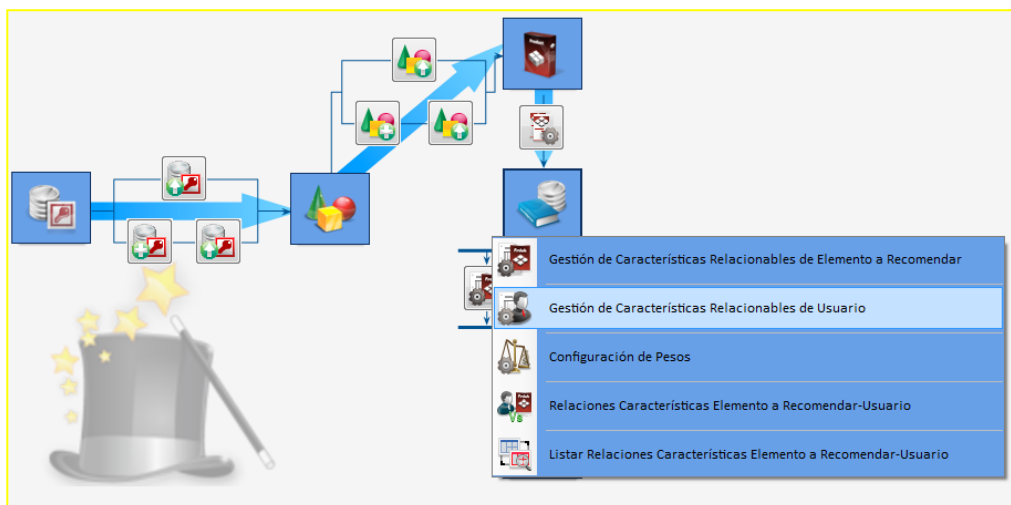 Gestión de Características Relacionables de Elemento a Recomendar
Gestión de Características Relacionables de Usuario
Configuración de Pesos
Vs
Relaciones Características Elemento a Recomendar-Usuario
Listar Relaciones Características Elemento a Recomendar-Usuario